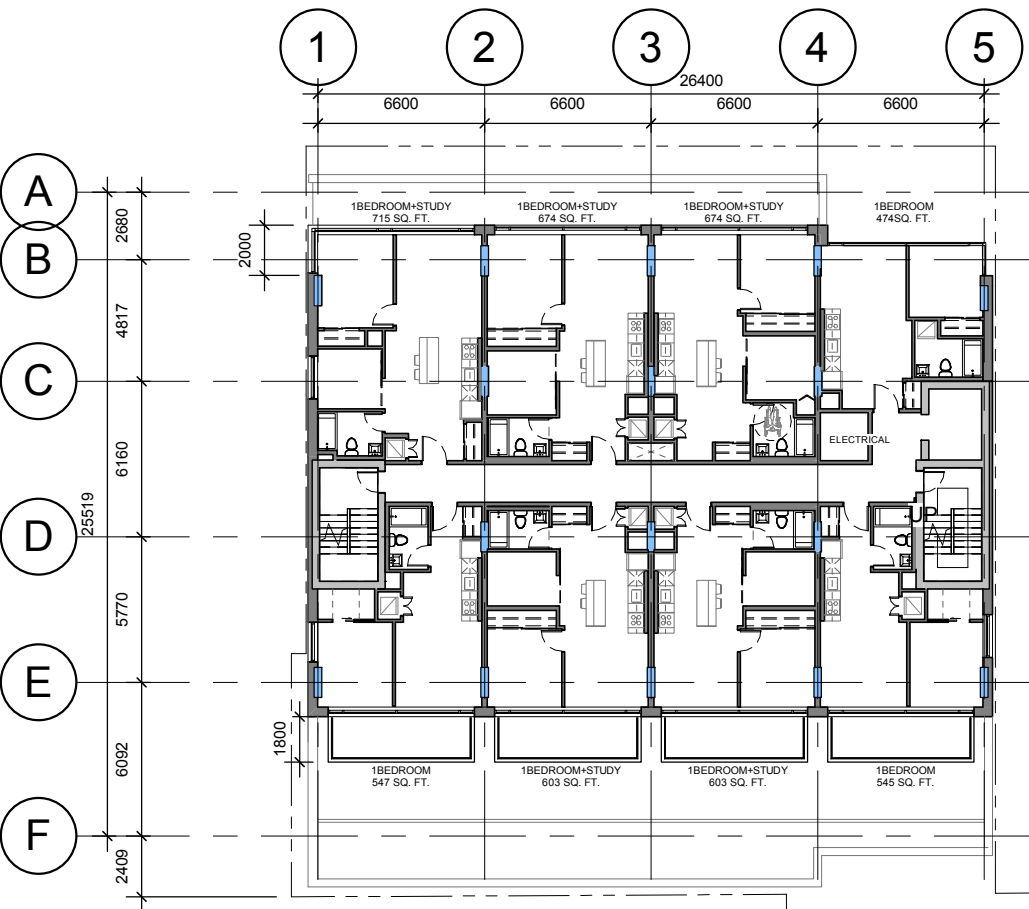 1 2 3 4 5
26400
6600 6600 6600 6600
A
2680
1BEDROOM+STUDY 1BEDROOM+STUDY 1BEDROOM+STUDY 1BEDROOM
715 SQ. FT. 674 SQ. FT. 674 SQ. FT. 474SQ. FT.
2000
B
4817
C
6160
ELECTRICAL
25519
UP
D
5770
E
1800
6092
1BEDROOM 1BEDROOM+STUDY 1BEDROOM+STUDY 1BEDROOM
547 SQ. FT. 603 SQ. FT. 603 SQ. FT. 545 SQ. FT.
F
2409